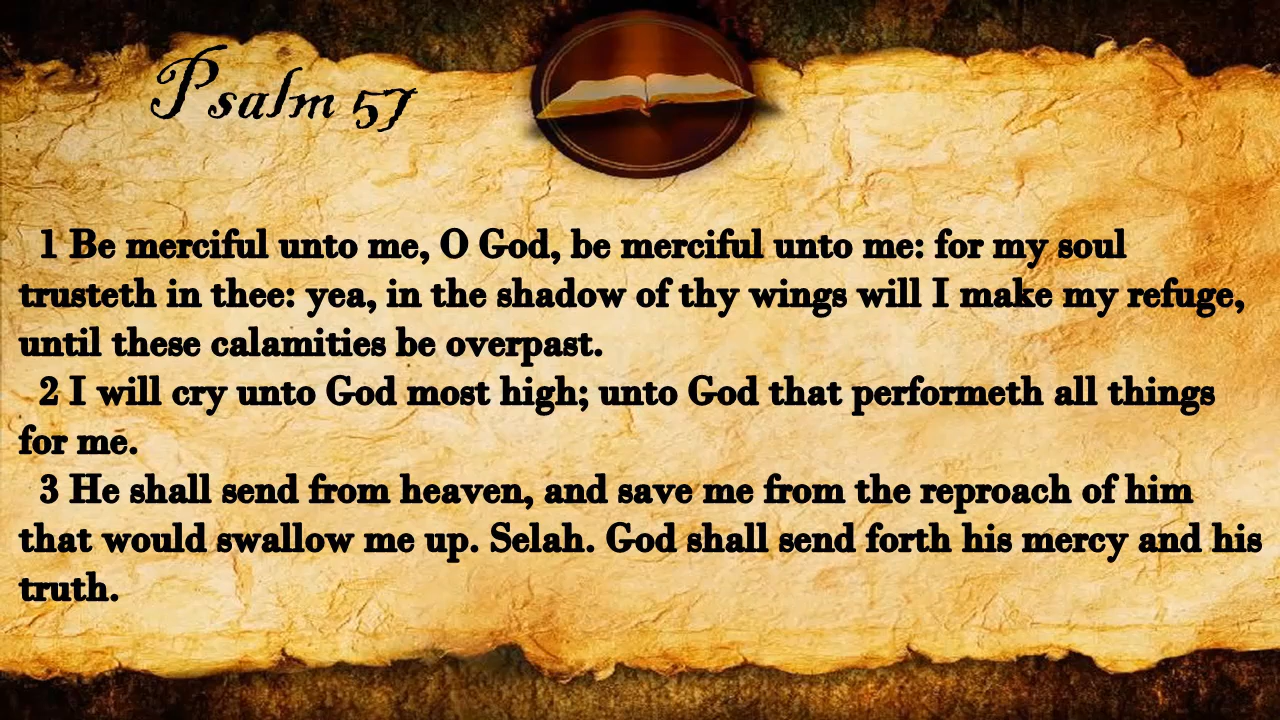 Psalm 57
1 Be merciful unto me, O God, be merciful unto me: for my soul
trusteth in thee: yea, in the shadow of thy wings will I make my refuge,
until these calamities be overpast.
2 I will cry unto God most high; unto God that performeth all things
for me.
3 He shall send from heaven, and save me from the reproach of him
that would swallow me up. Selah. God shall send forth his mercy and his
truth.